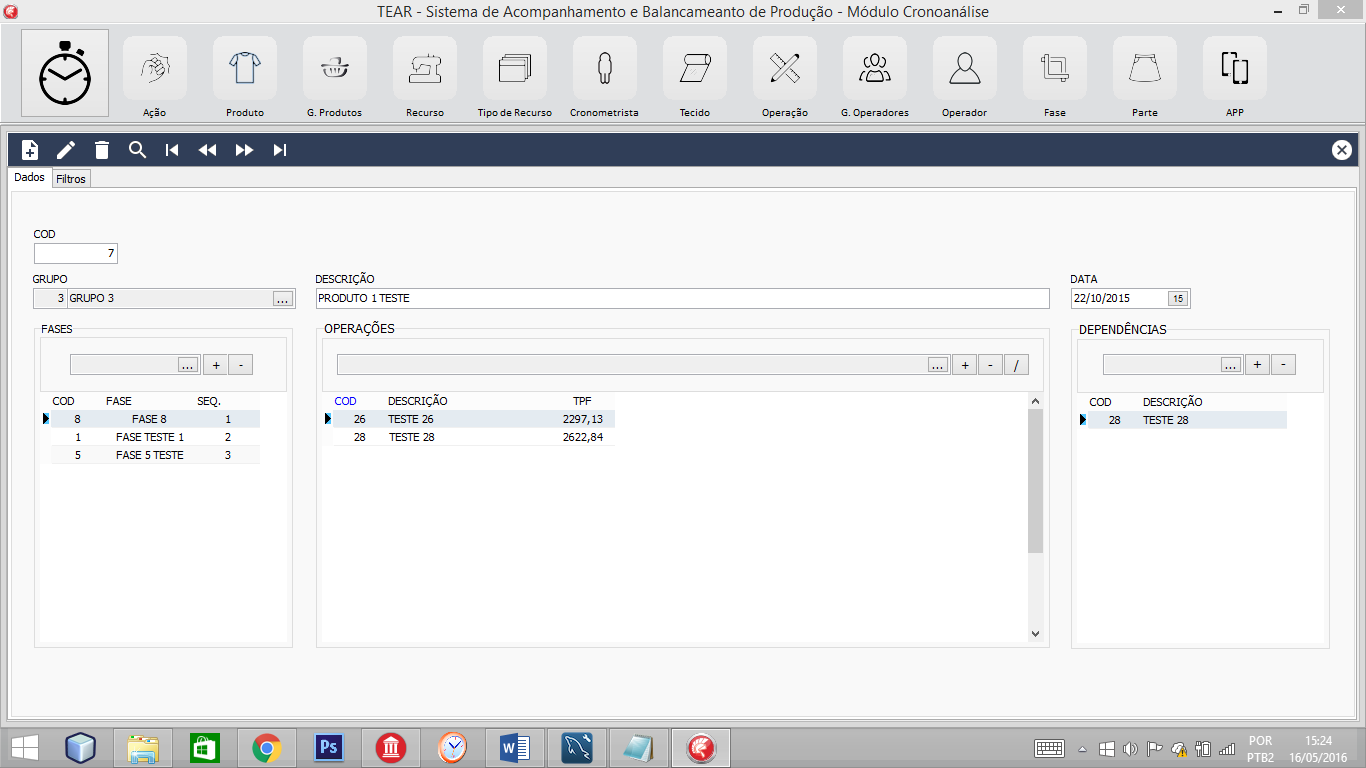 TEAR - Sistema de Acompanhamento e Balancameanto de Produção - Módulo Cronoanálise
Ação Produto G. Produtos Recurso Tipo de Recurso Cronometrista Tecido Operação G. Operadores Operador Fase Parte APP
Dados Filtros
COD
7
GRUPO DESCRIÇÃO DATA
3 GRUPO 3 ... PRODUTO 1 TESTE 22/10/2015 15
FASES OPERAÇÕES DEPENDÊNCIAS
... + - ... + - / ... + -
COD FASE SEQ. COD DESCRIÇÃO TPF COD DESCRIÇÃO
8 FASE 8 1 26 TESTE 26 2297,13 28 TESTE 28
1 FASE TESTE 1 2 28 TESTE 28 2622,84
5 FASE 5 TESTE 3
Ps
POR 15:24
PTB2 16/05/2016